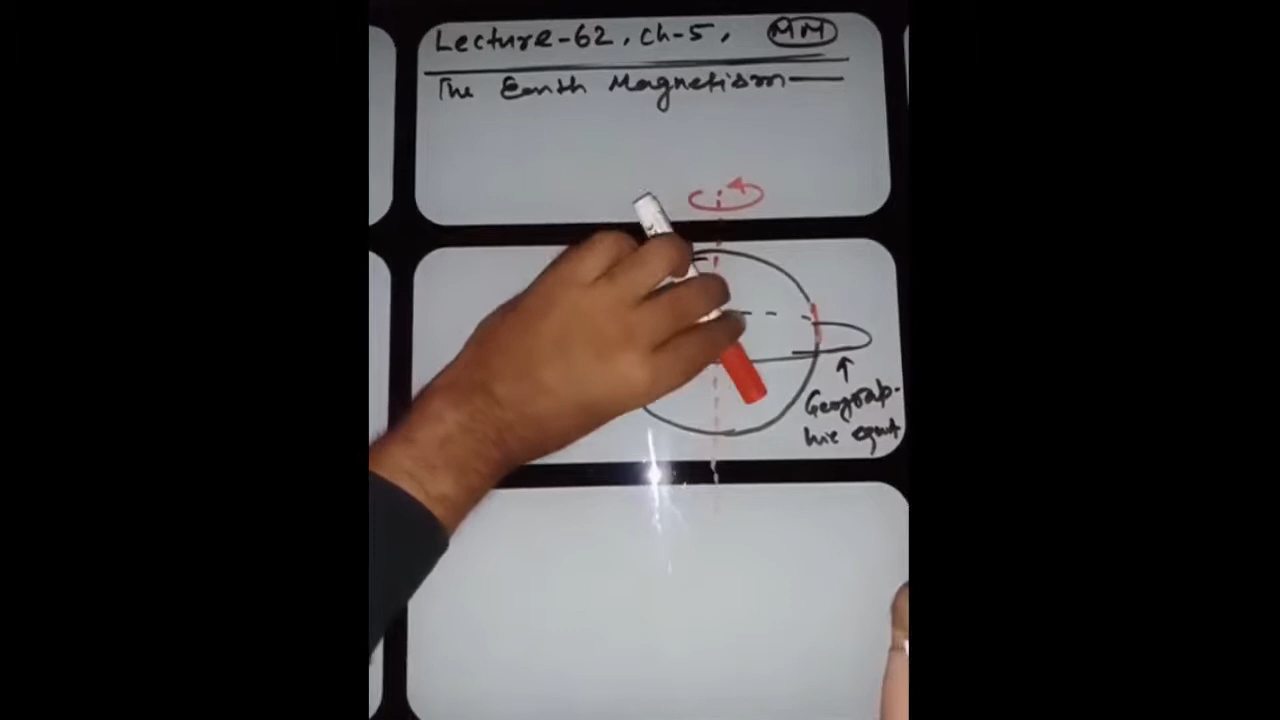 Lecture-62, Ch-5, MM
The Earth Magnetism
Geograp-
hic equat